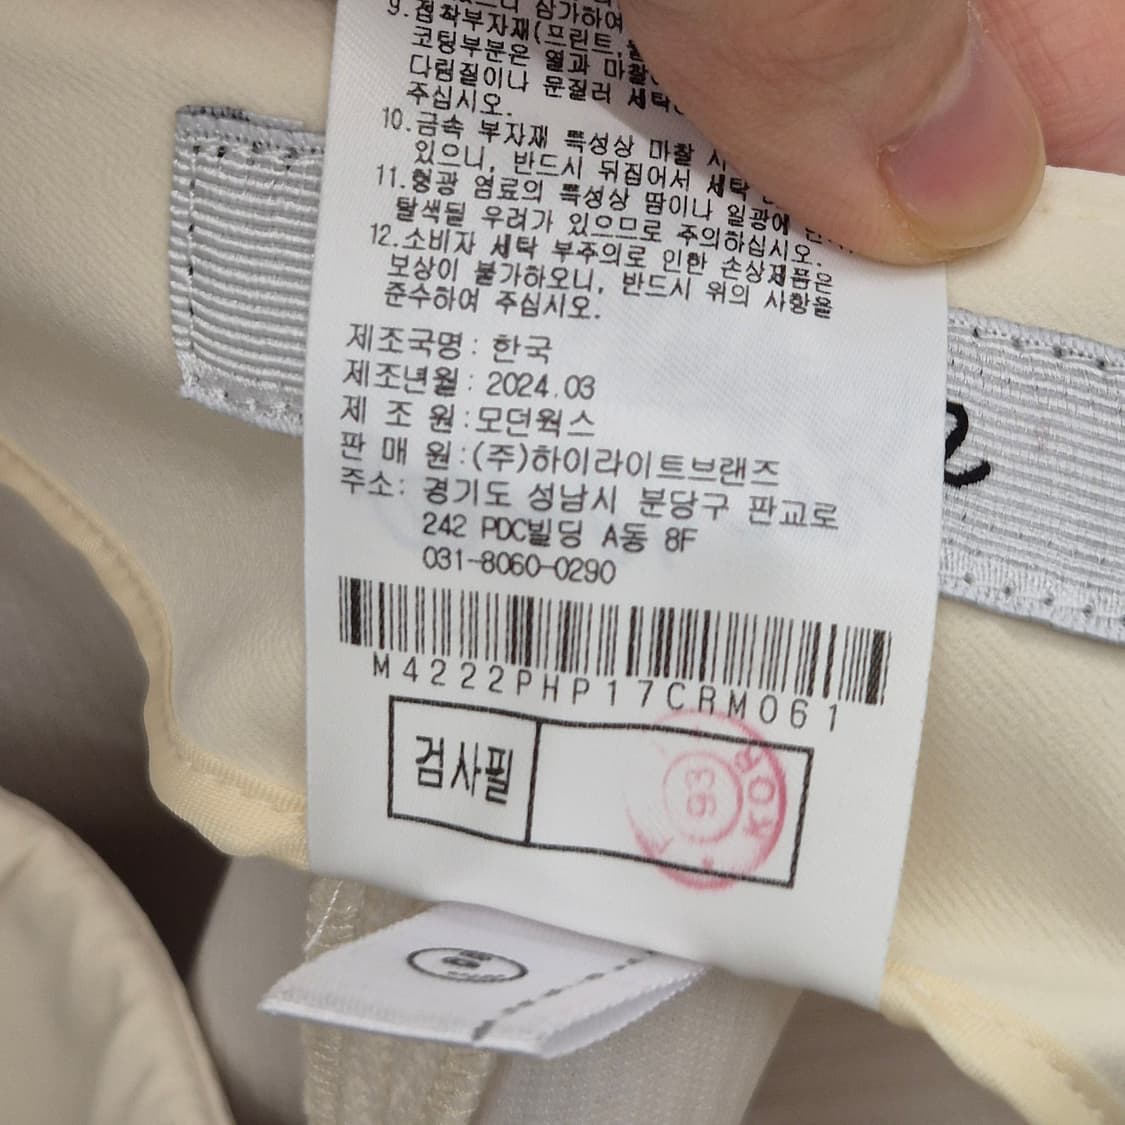 9.접착부자재(프린트,
코팅부분은 열과 마찰
다림질이나 문질러 세탁
주십시오.
10.금속 부자재 특성상 마찰 시
있으니, 반드시 뒤집어서 세탁
11.형광 염료의 특성상 땀이나 일광에
탈색될 우려가 있으므로 주의하십시오.
12.소비자 세탁 부주의로 인한 손상제품은
보상이 불가하오니, 반드시 위의 사항을
준수하여 주십시오.
제조국명: 한국
제조년월: 2024.03
제 조 원:모던웍스
판 매 원:(주)하이라이트브랜즈
주소: 경기도 성남시 분당구 판교로
242 PDC빌딩 A동 8F
031-8060-0290
M4222PHP17CRM061
검사필
93
KOR